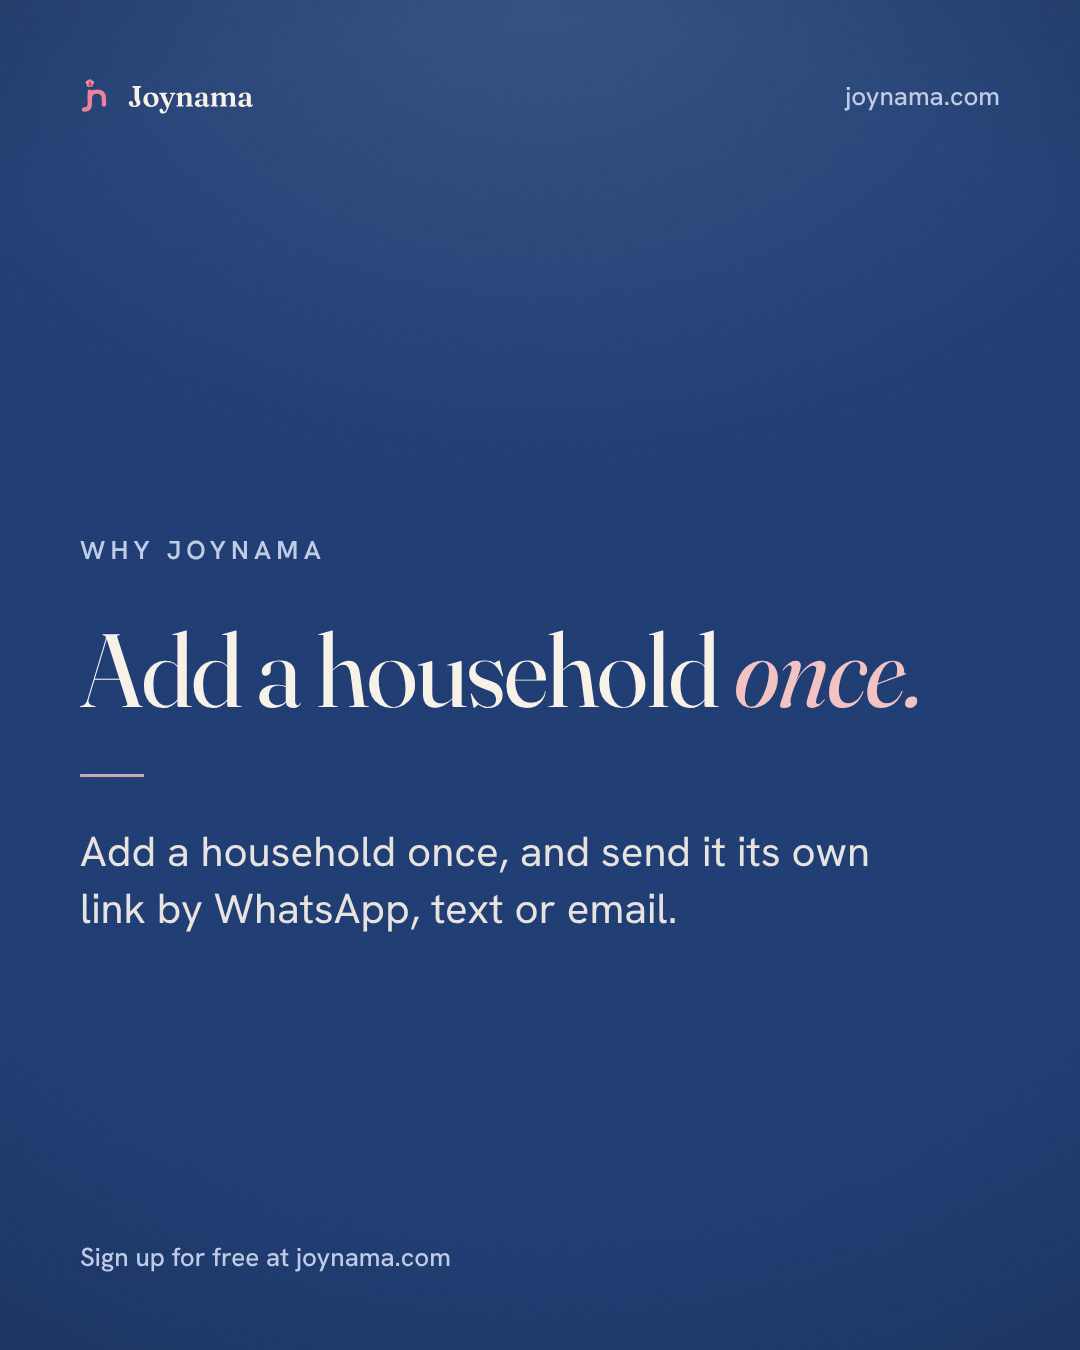 Joynama
joynama.com
WHY JOYNAMA
Add a household once.
Add a household once, and send it its own
link by WhatsApp, text or email.
Sign up for free at joynama.com